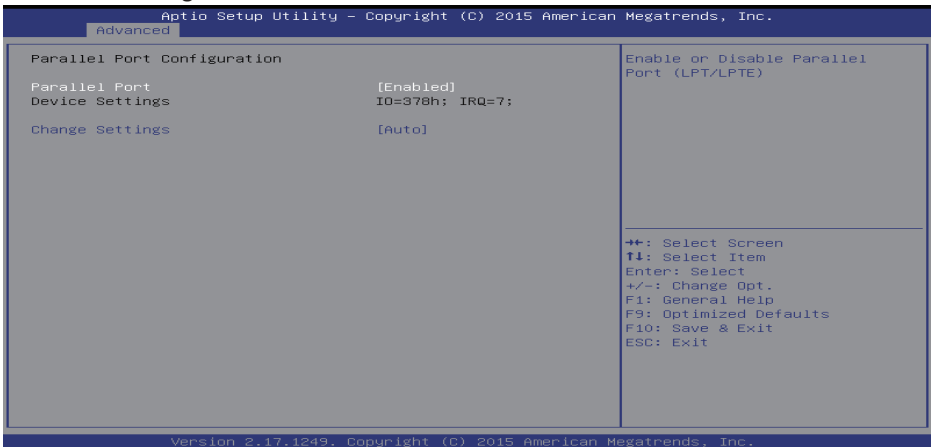 Aptio Setup Utility – Copyright (C) 2015 American Megatrends, Inc.
Advanced
Parallel Port Configuration
Parallel Port [Enabled]
Device Settings IO=378h; IRQ=7;
Change Settings [Auto]
Enable or Disable Parallel
Port (LPT/LPTE)
→←: Select Screen
↑↓: Select Item
Enter: Select
+/-: Change Opt.
F1: General Help
F9: Optimized Defaults
F10: Save & Exit
ESC: Exit
Version 2.17.1249. Copyright (C) 2015 American Megatrends, Inc.